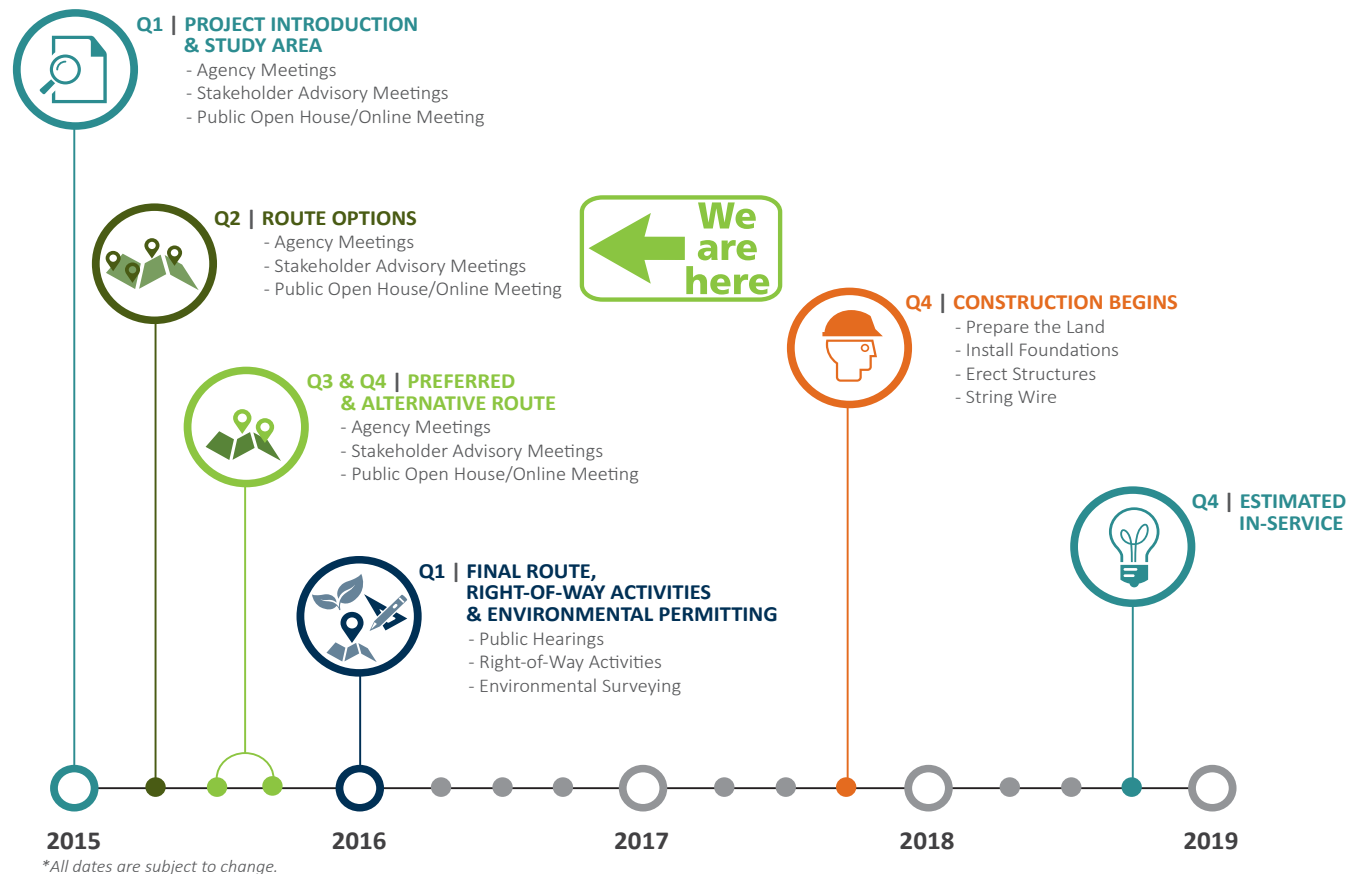 Q1 | PROJECT INTRODUCTION
& STUDY AREA
- Agency Meetings
- Stakeholder Advisory Meetings
- Public Open House/Online Meeting
Q2 | ROUTE OPTIONS
- Agency Meetings
- Stakeholder Advisory Meetings
- Public Open House/Online Meeting
We
are
here
Q4 | CONSTRUCTION BEGINS
- Prepare the Land
- Install Foundations
- Erect Structures
- String Wire
Q3 & Q4 | PREFERRED
& ALTERNATIVE ROUTE
- Agency Meetings
- Stakeholder Advisory Meetings
- Public Open House/Online Meeting
Q4 | ESTIMATED
IN-SERVICE
Q1 | FINAL ROUTE,
RIGHT-OF-WAY ACTIVITIES
& ENVIRONMENTAL PERMITTING
- Public Hearings
- Right-of-Way Activities
- Environmental Surveying
2015 2016 2017 2018 2019
*All dates are subject to change.